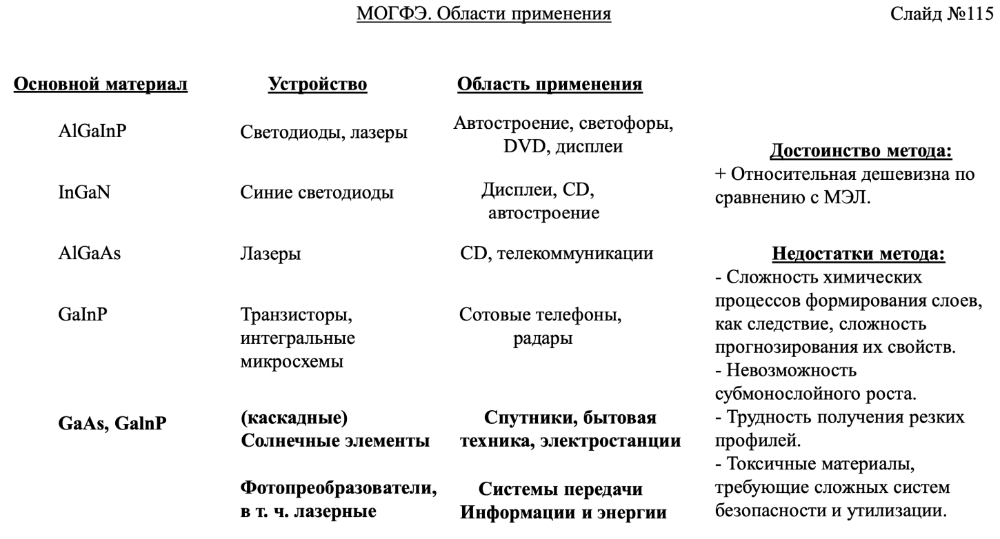 МОГФЭ. Области применения
Слайд №115
Основной материал
Устройство
Область применения
AlGaInP
Светодиоды, лазеры
Автостроение, светофоры,
DVD, дисплеи
InGaN
Синие светодиоды
Дисплеи, CD,
автостроение
AlGaAs
Лазеры
CD, телекоммуникации
GaInP
Транзисторы,
интегральные
микросхемы
Сотовые телефоны,
радары
GaAs, GaInP
(каскадные)
Солнечные элементы
Спутники, бытовая
техника, электростанции
Фотопреобразователи,
в т. ч. лазерные
Системы передачи
Информации и энергии
Достоинство метода:
+ Относительная дешевизна по
сравнению с МЭЛ.
Недостатки метода:
- Сложность химических
процессов формирования слоев,
как следствие, сложность
прогнозирования их свойств.
- Невозможность
субмонослойного роста.
- Трудность получения резких
профилей.
- Токсичные материалы,
требующие сложных систем
безопасности и утилизации.